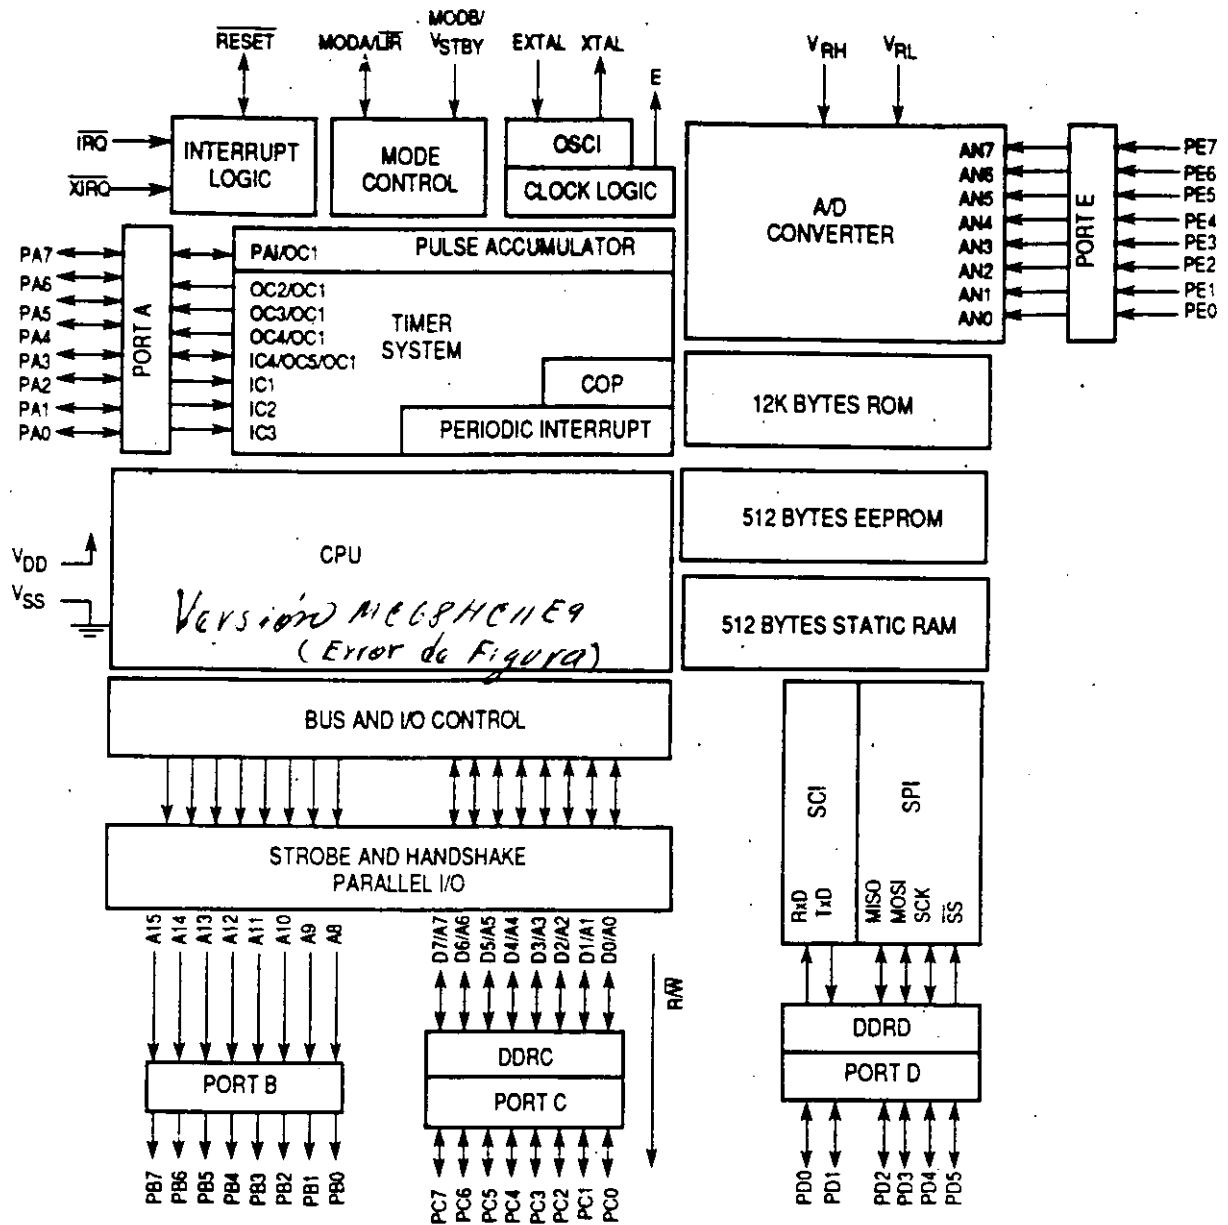 RESET MODA/LIR MODB/ VSTBY EXTAL XTAL E VRH VRL
IRQ
XIRQ
INTERRUPT
LOGIC
MODE
CONTROL
OSCI
CLOCK LOGIC
A/D
CONVERTER
AN7
AN6
AN5
AN4
AN3
AN2
AN1
AN0
PORT E
PE7
PE6
PE5
PE4
PE3
PE2
PE1
PE0
PA7
PA6
PA5
PA4
PA3
PA2
PA1
PA0
PORT A
PAI/OC1 PULSE ACCUMULATOR
OC2/OC1
OC3/OC1
OC4/OC1
IC4/OC5/OC1
IC1
IC2
IC3
TIMER
SYSTEM
COP
PERIODIC INTERRUPT
12K BYTES ROM
512 BYTES EEPROM
512 BYTES STATIC RAM
VDD
VSS
CPU
Versión MC68HC11E9
(Error de Figura)
BUS AND I/O CONTROL
STROBE AND HANDSHAKE
PARALLEL I/O
A15 A14 A13 A12 A11 A10 A9 A8
D7/A7 D6/A6 D5/A5 D4/A4 D3/A3 D2/A2 D1/A1 D0/A0
R/W
PORT B
PB7 PB6 PB5 PB4 PB3 PB2 PB1 PB0
DDRC
PORT C
PC7 PC6 PC5 PC4 PC3 PC2 PC1 PC0
SCI SPI
RxD TxD MISO MOSI SCK SS
DDRD
PORT D
PD0 PD1 PD2 PD3 PD4 PD5